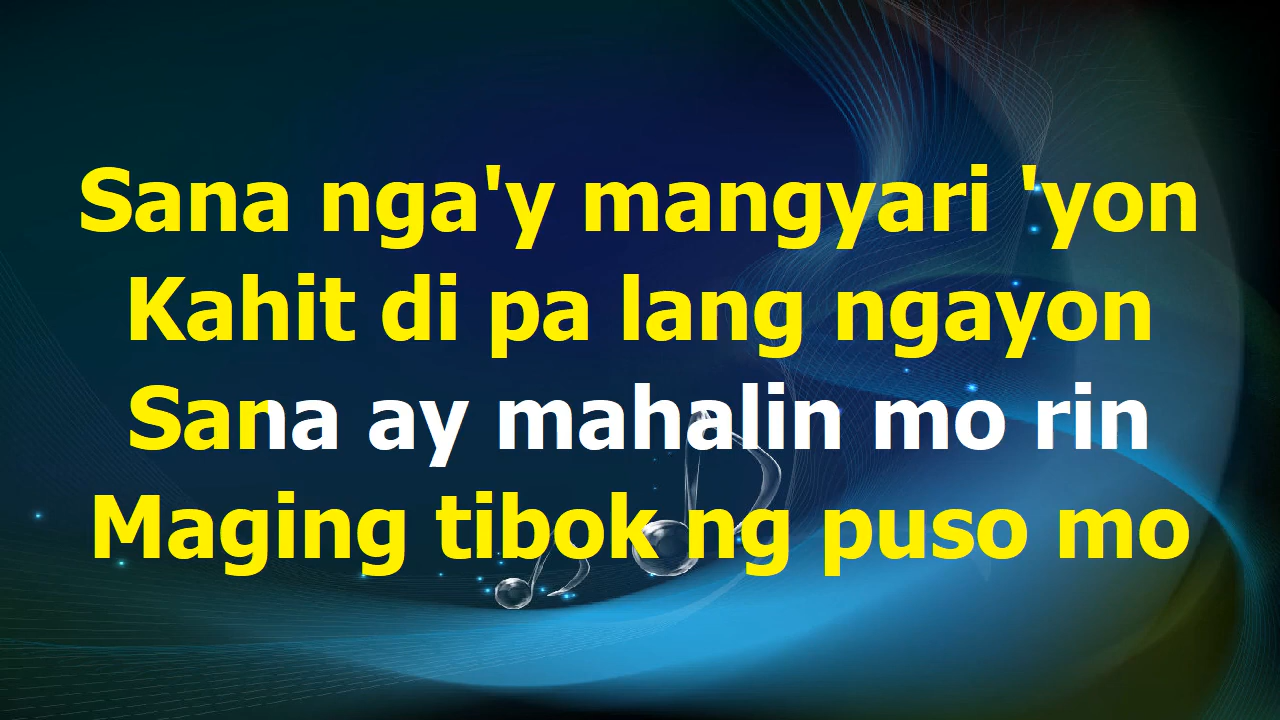 Sana nga'y mangyari 'yon
Kahit di pa lang ngayon
Sana ay mahalin mo rin
Maging tibok ng puso mo